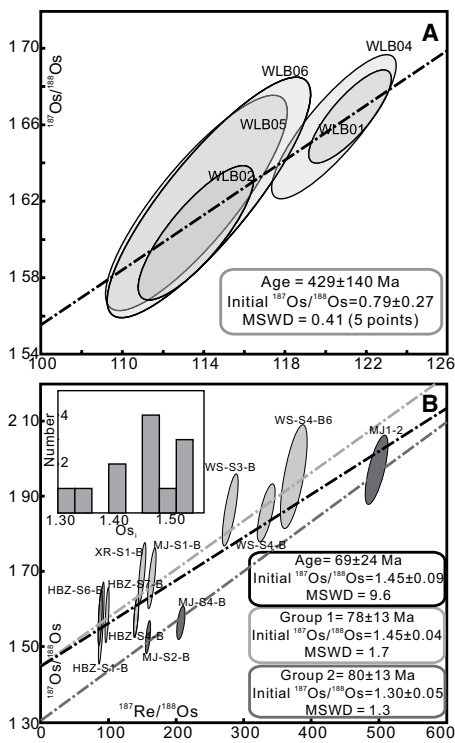 A
1 70
1 66
1 62
1 58
1 54
187Os/188Os
WLB04
WLB06
WLB05
WLB01
WLB02
Age = 429±140 Ma
Initial 187Os/188Os=0.79±0.27
MSWD = 0.41 (5 points)
100 110 114 118 122 126
B
2 10
1 90
1 70
1 50
1 30
187Os/188Os
Number
4
2
1.30 1.40 1.50
Osi
WS-S4-B6
MJ1-2
WS-S3-B
WS-S4-B
XR-S1-B
MJ-S1-B
HBZ-S6-B
HBZ-S7-B
MJ-S4-B
HBZ-S4-B
MJ-S2-B
HBZ-S1-B
Age= 69±24 Ma
Initial 187Os/188Os=1.45±0.09
MSWD = 9.6
Group 1= 78±13 Ma
Initial 187Os/188Os=1.45±0.04
MSWD = 1.7
Group 2= 80±13 Ma
Initial 187Os/188Os=1.30±0.05
MSWD = 1.3
187Re/188Os
0 100 200 300 400 500 600